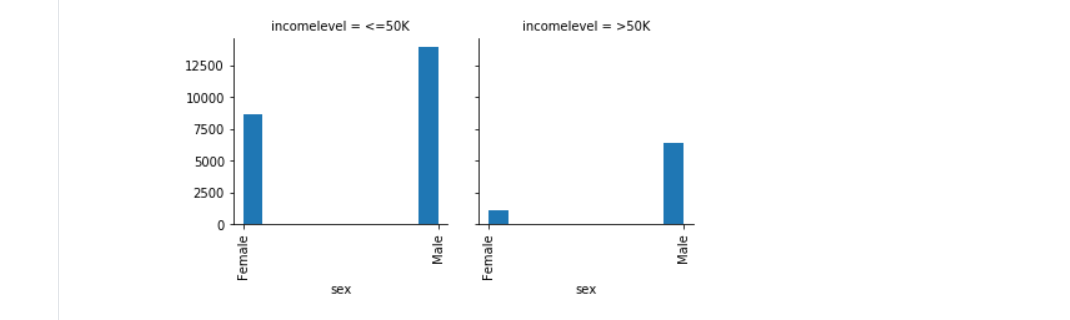 incomelevel = <=50K
incomelevel = >50K
12500
10000
7500
5000
2500
0
Female
Male
Female
Male
sex
sex